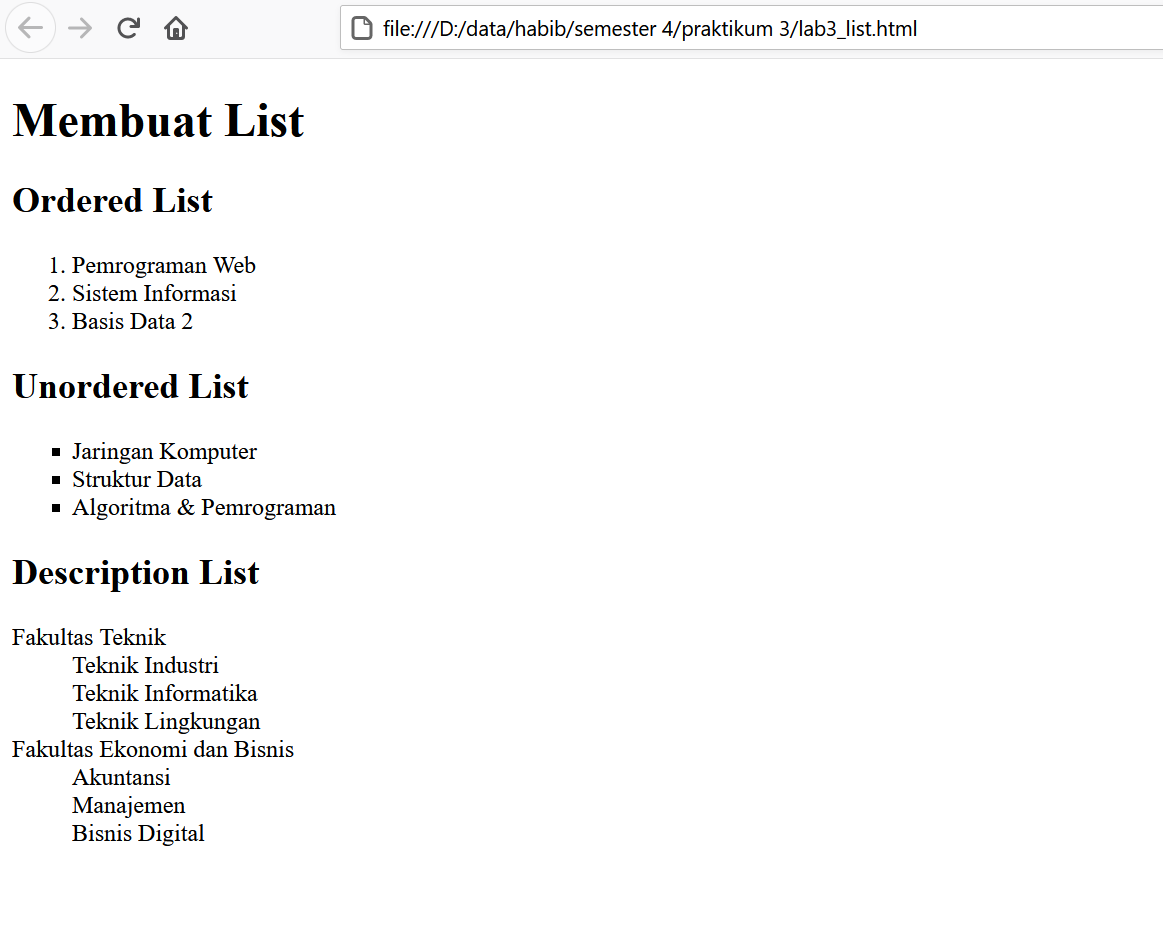 file:///D:/data/habib/semester 4/praktikum 3/lab3_list.html
Membuat List
Ordered List
1. Pemrograman Web
2. Sistem Informasi
3. Basis Data 2
Unordered List
▪ Jaringan Komputer
▪ Struktur Data
▪ Algoritma & Pemrograman
Description List
Fakultas Teknik
Teknik Industri
Teknik Informatika
Teknik Lingkungan
Fakultas Ekonomi dan Bisnis
Akuntansi
Manajemen
Bisnis Digital